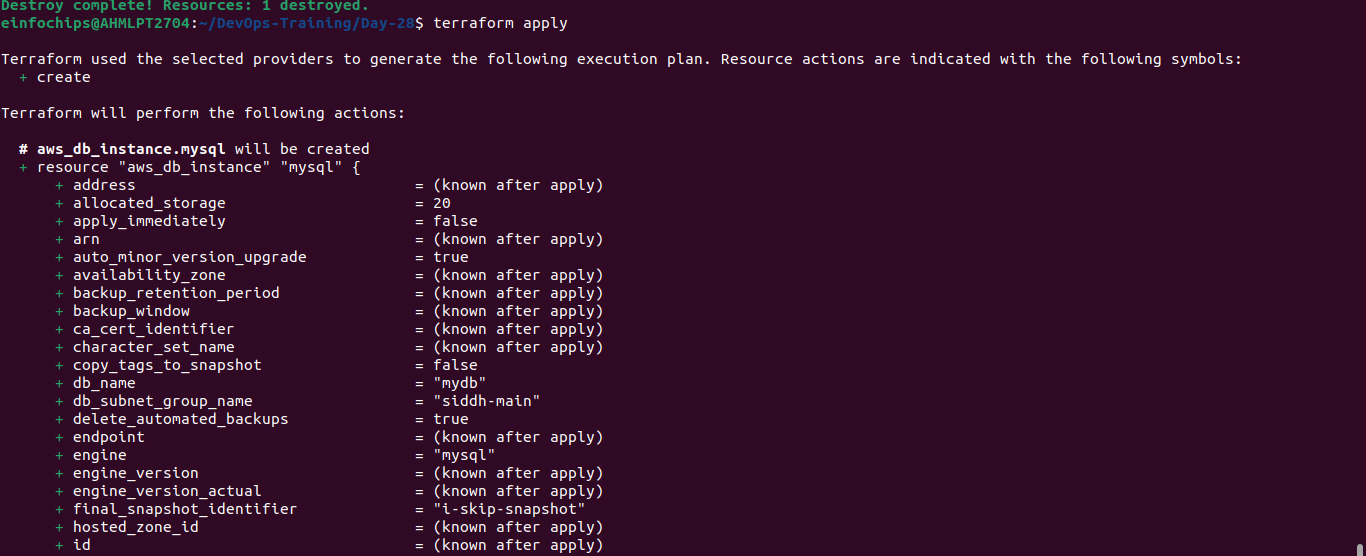 Destroy complete! Resources: 1 destroyed.
einfochips@AHMLPT2704:~/DevOps-Training/Day-28$ terraform apply
Terraform used the selected providers to generate the following execution plan. Resource actions are indicated with the following symbols:
  + create
Terraform will perform the following actions:
  # aws_db_instance.mysql will be created
  + resource "aws_db_instance" "mysql" {
      + address                               = (known after apply)
      + allocated_storage                     = 20
      + apply_immediately                     = false
      + arn                                   = (known after apply)
      + auto_minor_version_upgrade            = true
      + availability_zone                     = (known after apply)
      + backup_retention_period               = (known after apply)
      + backup_window                         = (known after apply)
      + ca_cert_identifier                    = (known after apply)
      + character_set_name                    = (known after apply)
      + copy_tags_to_snapshot                 = false
      + db_name                               = "mydb"
      + db_subnet_group_name                  = "siddh-main"
      + delete_automated_backups              = true
      + endpoint                              = (known after apply)
      + engine                                = "mysql"
      + engine_version                        = (known after apply)
      + engine_version_actual                 = (known after apply)
      + final_snapshot_identifier             = "i-skip-snapshot"
      + hosted_zone_id                        = (known after apply)
      + id                                    = (known after apply)